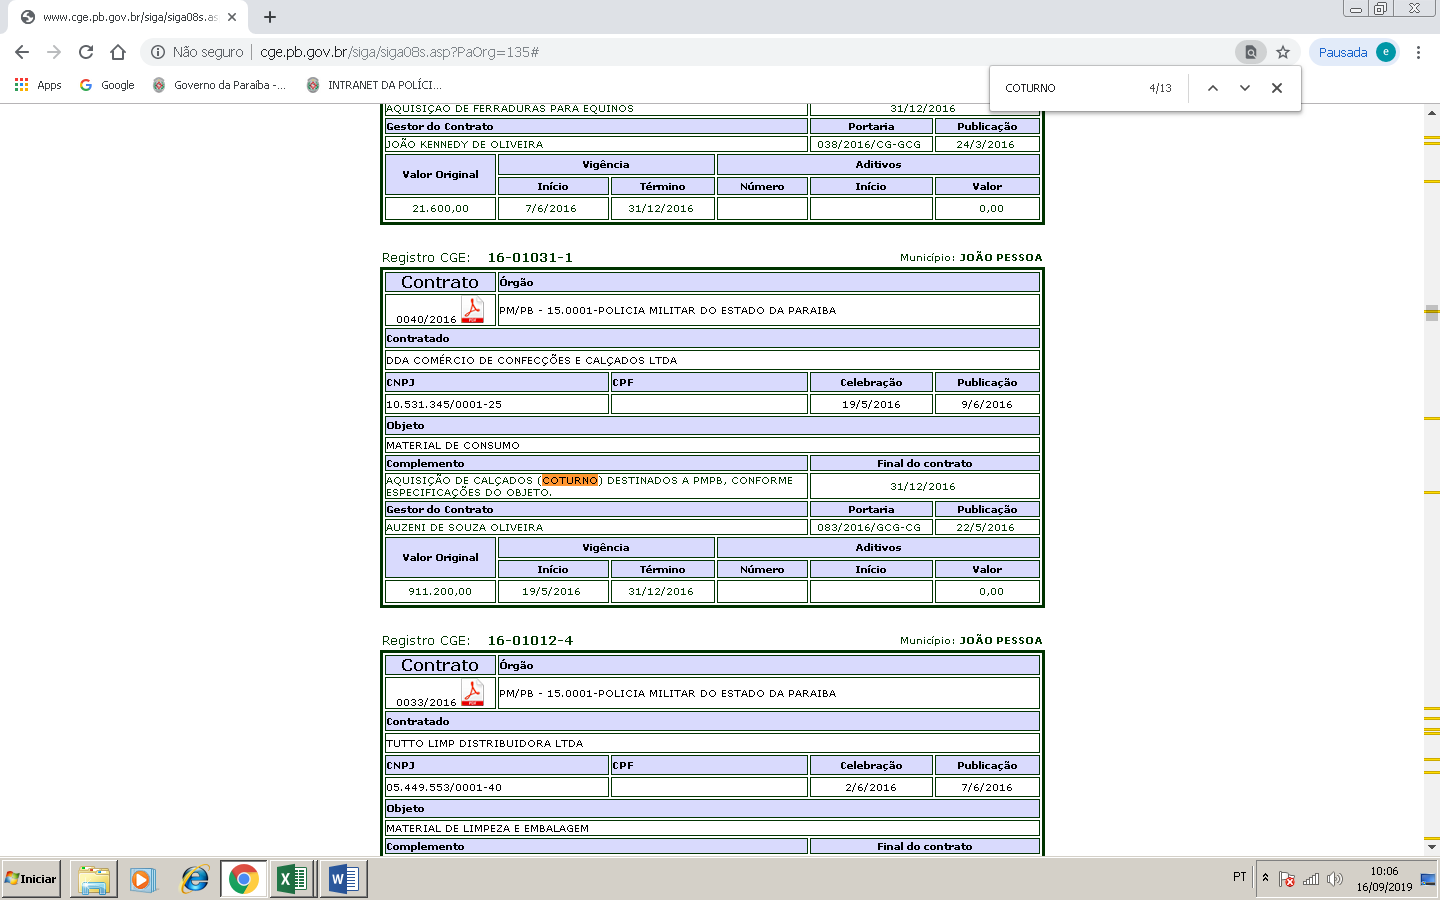 www.cge.pb.gov.br/siga/siga08s.as
Não seguro | cge.pb.gov.br/siga/siga08s.asp?PaOrg=135#
Pausada e
Apps Google Governo da Paraíba -... INTRANET DA POLÍCI...
COTURNO 4/13
AQUISIÇÃO DE FERRADURAS PARA EQUINOS 31/12/2016
Gestor do Contrato Portaria Publicação
JOÃO KENNEDY DE OLIVEIRA 038/2016/CG-GCG 24/3/2016
Valor Original Vigência Aditivos
Início Término Número Início Valor
21.600,00 7/6/2016 31/12/2016 0,00
Registro CGE: 16-01031-1 Município: JOÃO PESSOA
Contrato Órgão
0040/2016 PDF PM/PB - 15.0001-POLICIA MILITAR DO ESTADO DA PARAIBA
Contratado
DDA COMÉRCIO DE CONFECÇÕES E CALÇADOS LTDA
CNPJ CPF Celebração Publicação
10.531.345/0001-25 19/5/2016 9/6/2016
Objeto
MATERIAL DE CONSUMO
Complemento Final do contrato
AQUISIÇÃO DE CALÇADOS (COTURNO) DESTINADOS A PMPB, CONFORME
ESPECIFICAÇÕES DO OBJETO. 31/12/2016
Gestor do Contrato Portaria Publicação
AUZENI DE SOUZA OLIVEIRA 083/2016/GCG-CG 22/5/2016
Valor Original Vigência Aditivos
Início Término Número Início Valor
911.200,00 19/5/2016 31/12/2016 0,00
Registro CGE: 16-01012-4 Município: JOÃO PESSOA
Contrato Órgão
0033/2016 PDF PM/PB - 15.0001-POLICIA MILITAR DO ESTADO DA PARAIBA
Contratado
TUTTO LIMP DISTRIBUIDORA LTDA
CNPJ CPF Celebração Publicação
05.449.553/0001-40 2/6/2016 7/6/2016
Objeto
MATERIAL DE LIMPEZA E EMBALAGEM
Complemento Final do contrato
Iniciar PT 10:06
16/09/2019